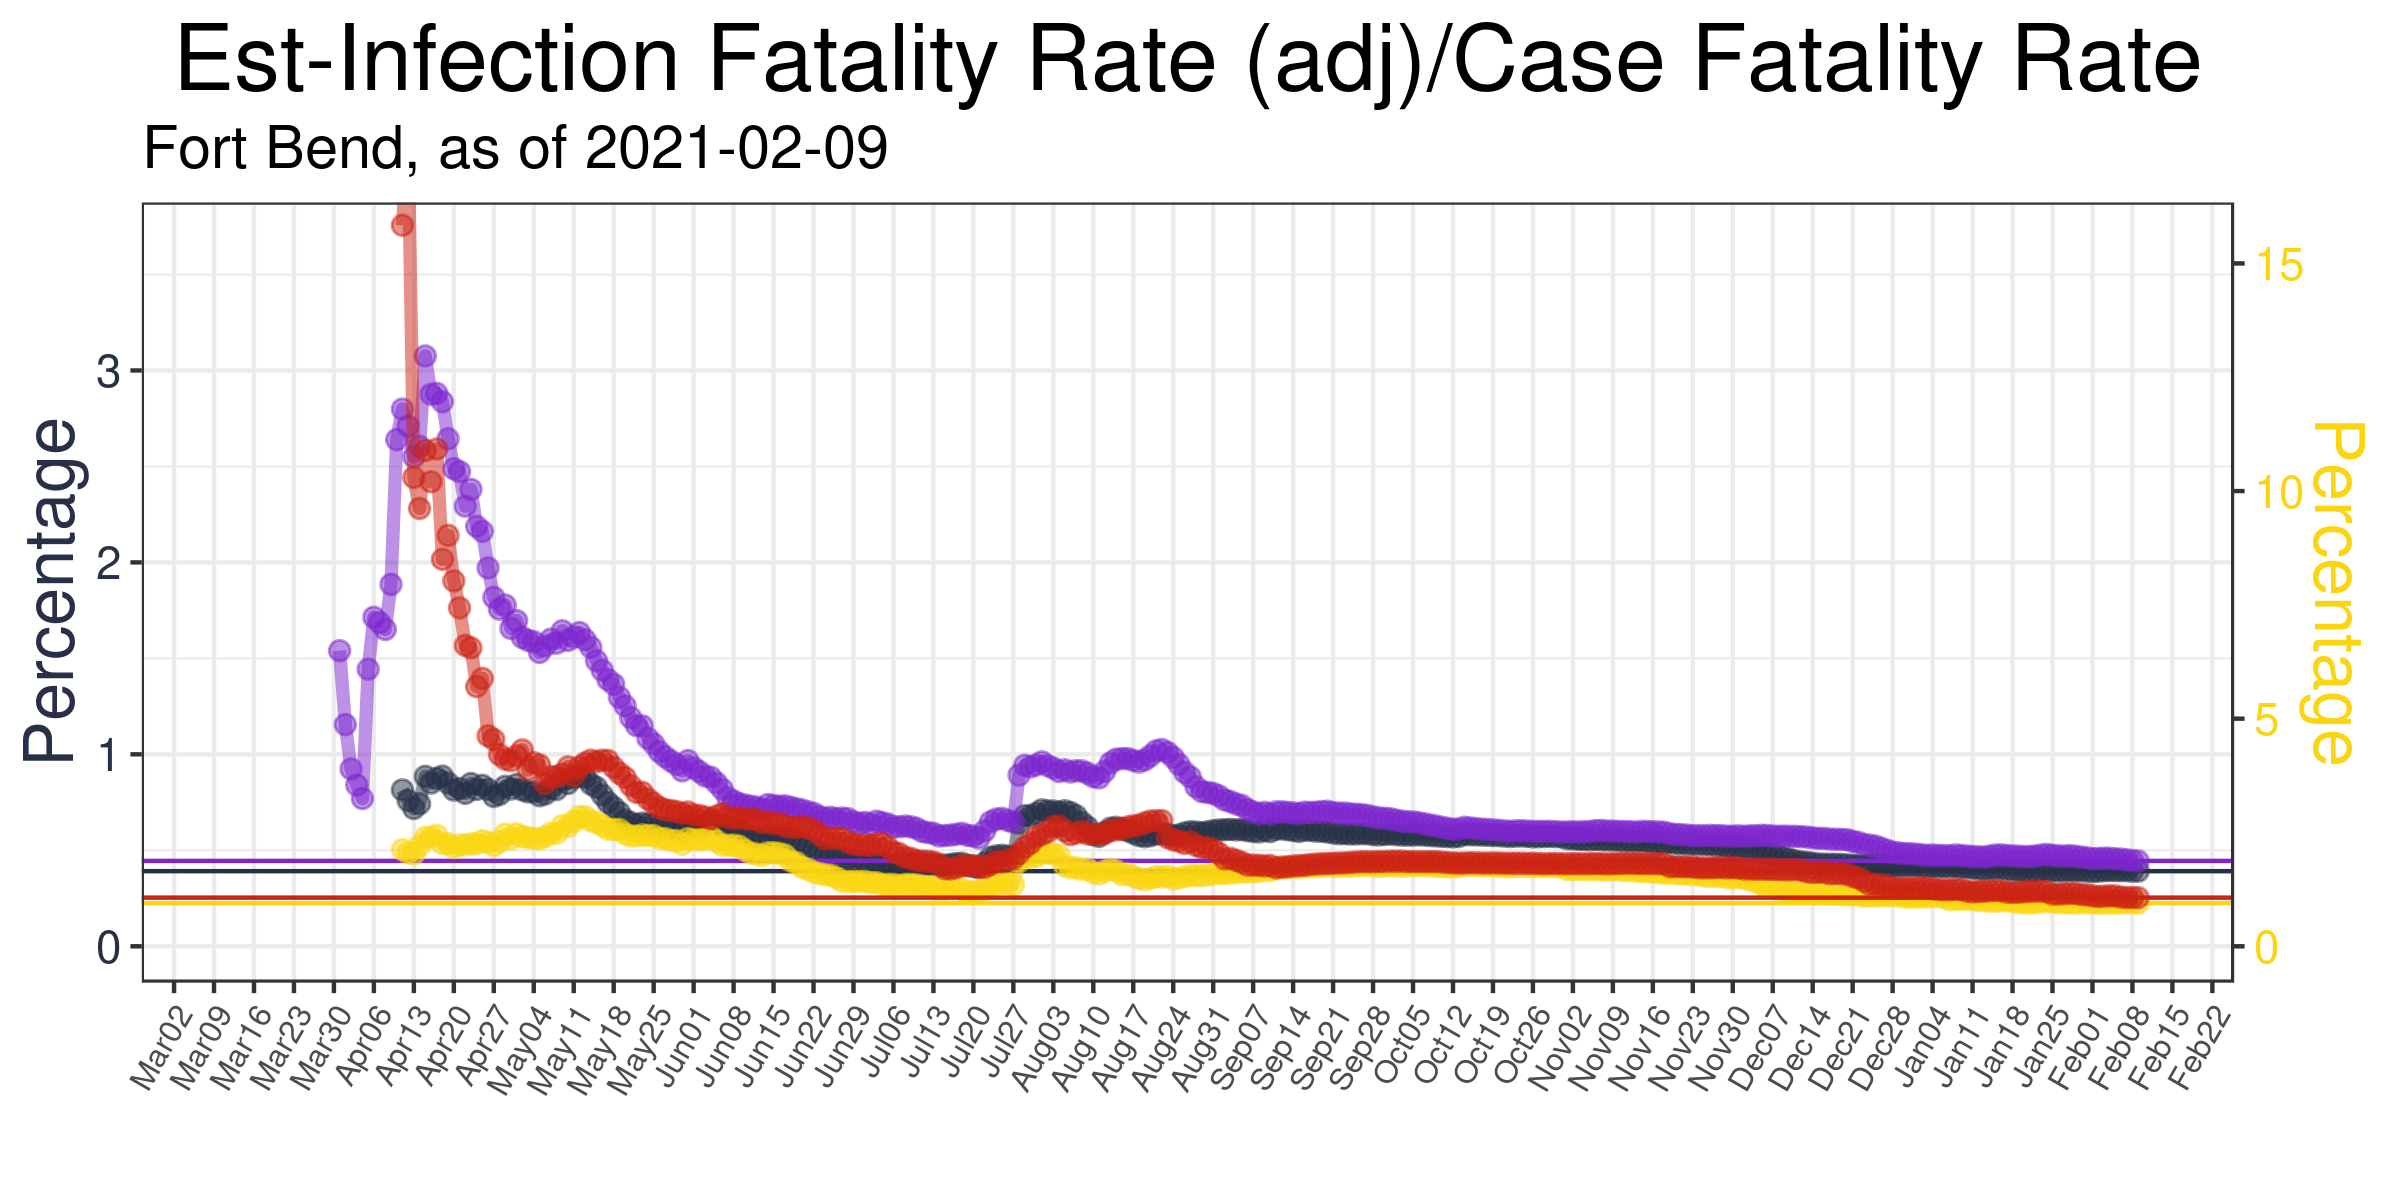 Est-Infection Fatality Rate (adj)/Case Fatality Rate
Fort Bend, as of 2021-02-09
Percentage
3
2
1
0
15
10
5
0
Percentage
Mar02
Mar09
Mar16
Mar23
Mar30
Apr06
Apr13
Apr20
Apr27
May04
May11
May18
May25
Jun01
Jun08
Jun15
Jun22
Jun29
Jul06
Jul13
Jul20
Jul27
Aug03
Aug10
Aug17
Aug24
Aug31
Sep07
Sep14
Sep21
Sep28
Oct05
Oct12
Oct19
Oct26
Nov02
Nov09
Nov16
Nov23
Nov30
Dec07
Dec14
Dec21
Dec28
Jan04
Jan11
Jan18
Jan25
Feb01
Feb08
Feb15
Feb22